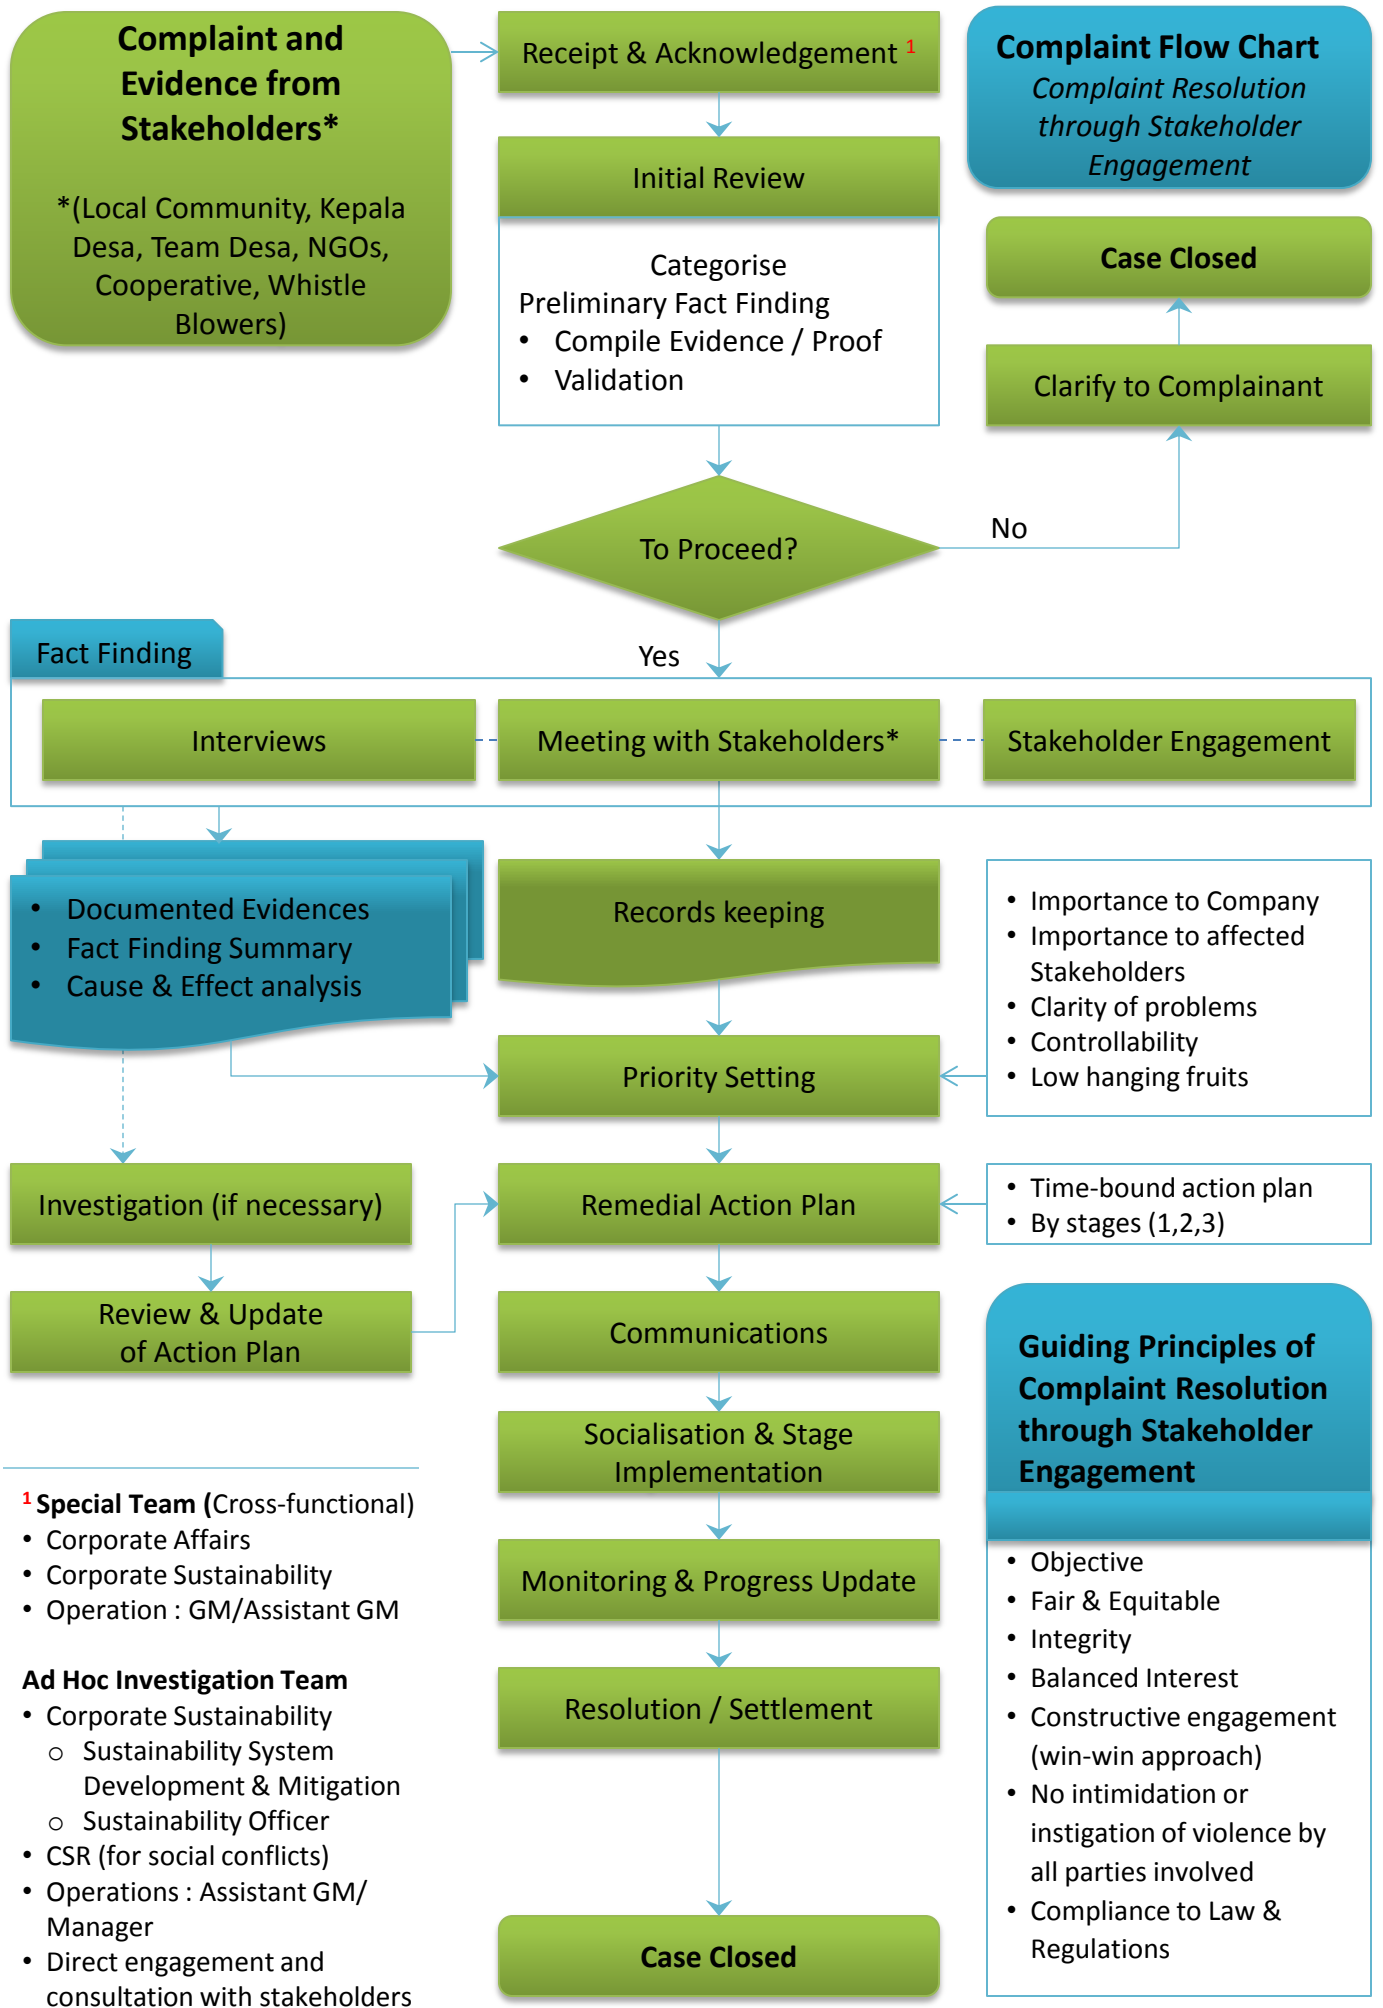 Complaint and
Evidence from
Stakeholders*
*(Local Community, Kepala
Desa, Team Desa, NGOs,
Cooperative, Whistle
Blowers)
Receipt & Acknowledgement 1
Complaint Flow Chart
Complaint Resolution
through Stakeholder
Engagement
Initial Review
Categorise
Preliminary Fact Finding
• Compile Evidence / Proof
• Validation
Case Closed
Clarify to Complainant
To Proceed?
No
Yes
Fact Finding
Interviews
Meeting with Stakeholders*
Stakeholder Engagement
• Documented Evidences
• Fact Finding Summary
• Cause & Effect analysis
Records keeping
• Importance to Company
• Importance to affected
Stakeholders
• Clarity of problems
• Controllability
• Low hanging fruits
Priority Setting
Investigation (if necessary)
Remedial Action Plan
• Time-bound action plan
• By stages (1,2,3)
Review & Update
of Action Plan
Communications
Socialisation & Stage
Implementation
Monitoring & Progress Update
Resolution / Settlement
Case Closed
Guiding Principles of
Complaint Resolution
through Stakeholder
Engagement
• Objective
• Fair & Equitable
• Integrity
• Balanced Interest
• Constructive engagement
(win-win approach)
• No intimidation or
instigation of violence by
all parties involved
• Compliance to Law &
Regulations
1 Special Team (Cross-functional)
• Corporate Affairs
• Corporate Sustainability
• Operation : GM/Assistant GM
Ad Hoc Investigation Team
• Corporate Sustainability
o Sustainability System
Development & Mitigation
o Sustainability Officer
• CSR (for social conflicts)
• Operations : Assistant GM/
Manager
• Direct engagement and
consultation with stakeholders